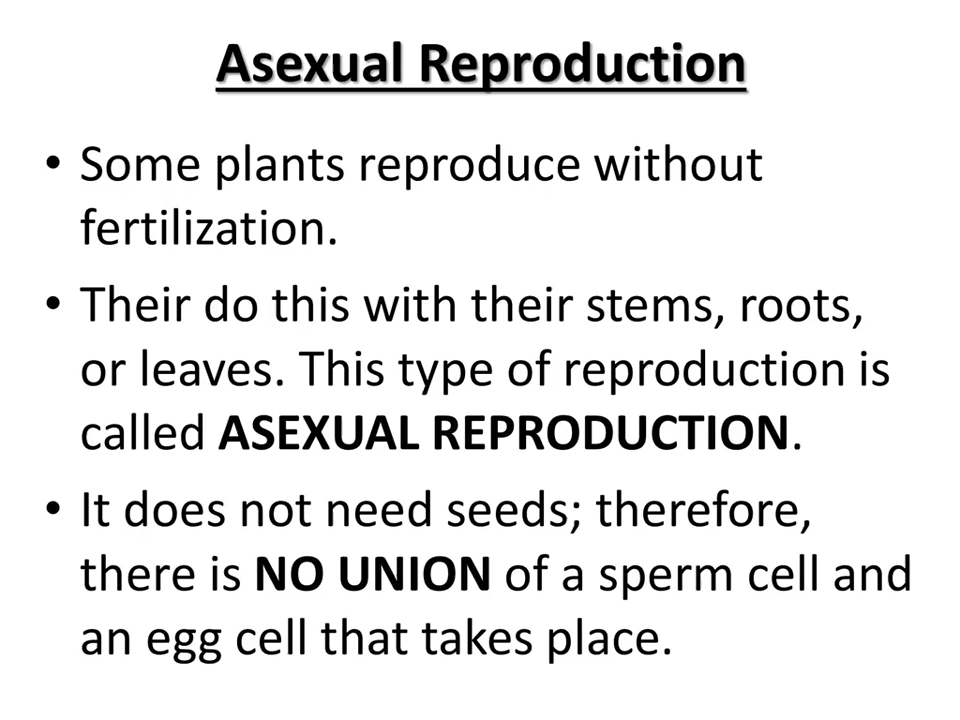 Asexual Reproduction
• Some plants reproduce without
fertilization.
• Their do this with their stems, roots,
or leaves. This type of reproduction is
called ASEXUAL REPRODUCTION.
• It does not need seeds; therefore,
there is NO UNION of a sperm cell and
an egg cell that takes place.